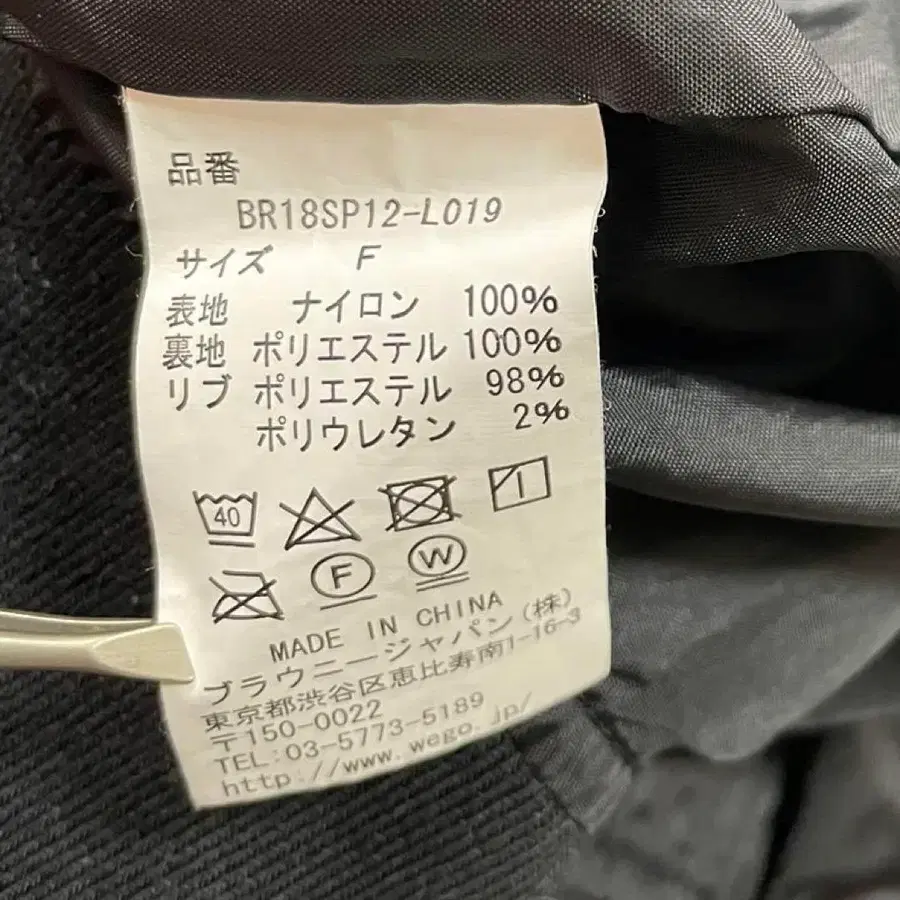 品番
BR18SP12-L019
サイズ F
表地 ナイロン 100%
裏地 ポリエステル 100%
リブ ポリエステル 98%
ポリウレタン 2%
40
F W
MADE IN CHINA
ブラウニージャパン(株)
東京都渋谷区恵比寿南1-16-3
〒150-0022
TEL:03-5773-5189
http://www.wego.jp/